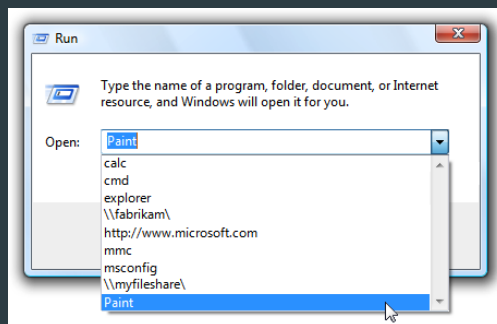 Run
Type the name of a program, folder, document, or Internet
resource, and Windows will open it for you.
Open:
Paint
calc
cmd
explorer
\\fabrikam\
http://www.microsoft.com
mmc
msconfig
\\myfileshare\
Paint